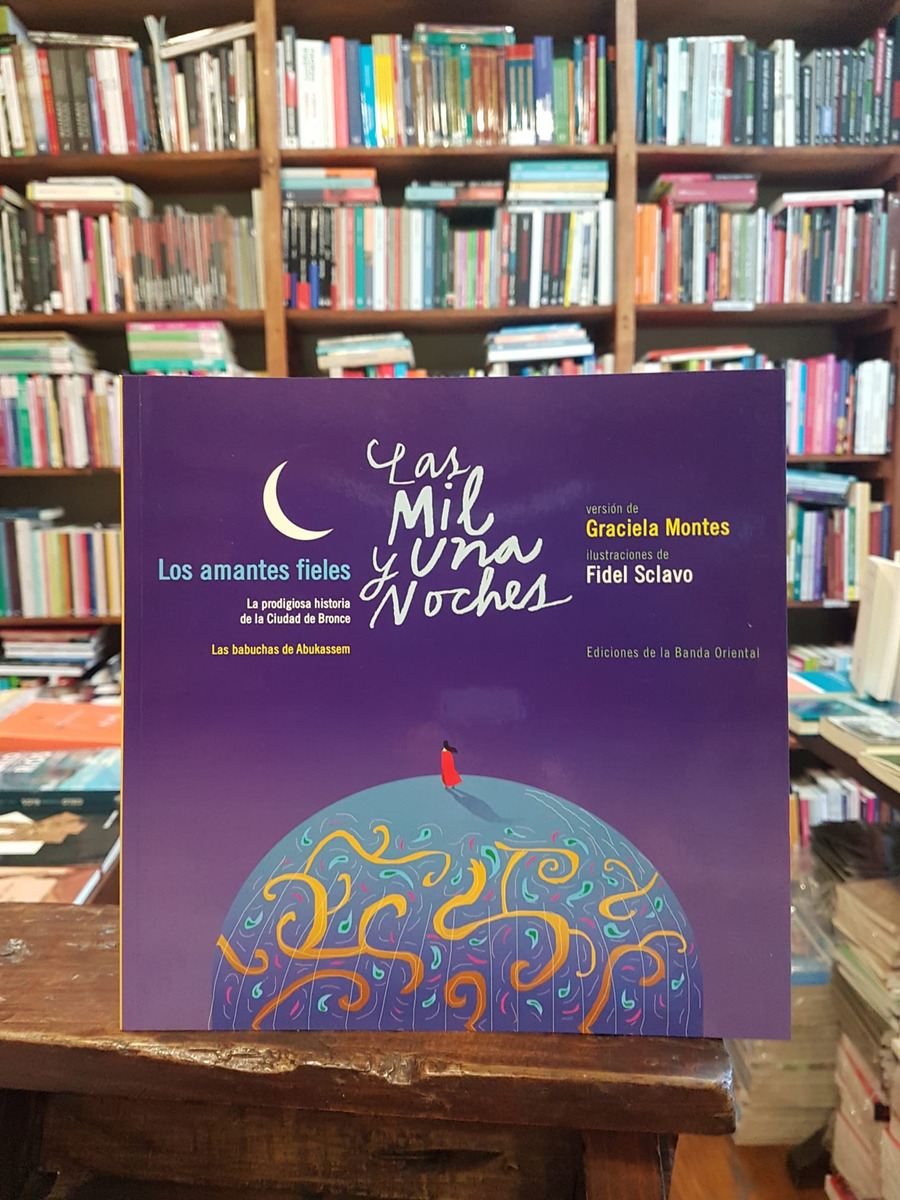 Las
Mil
y Una
Noches
Los amantes fieles
La prodigiosa historia
de la Ciudad de Bronce
Las babuchas de Abukassem
versión de
Graciela Montes
ilustraciones de
Fidel Sclavo
Ediciones de la Banda Oriental